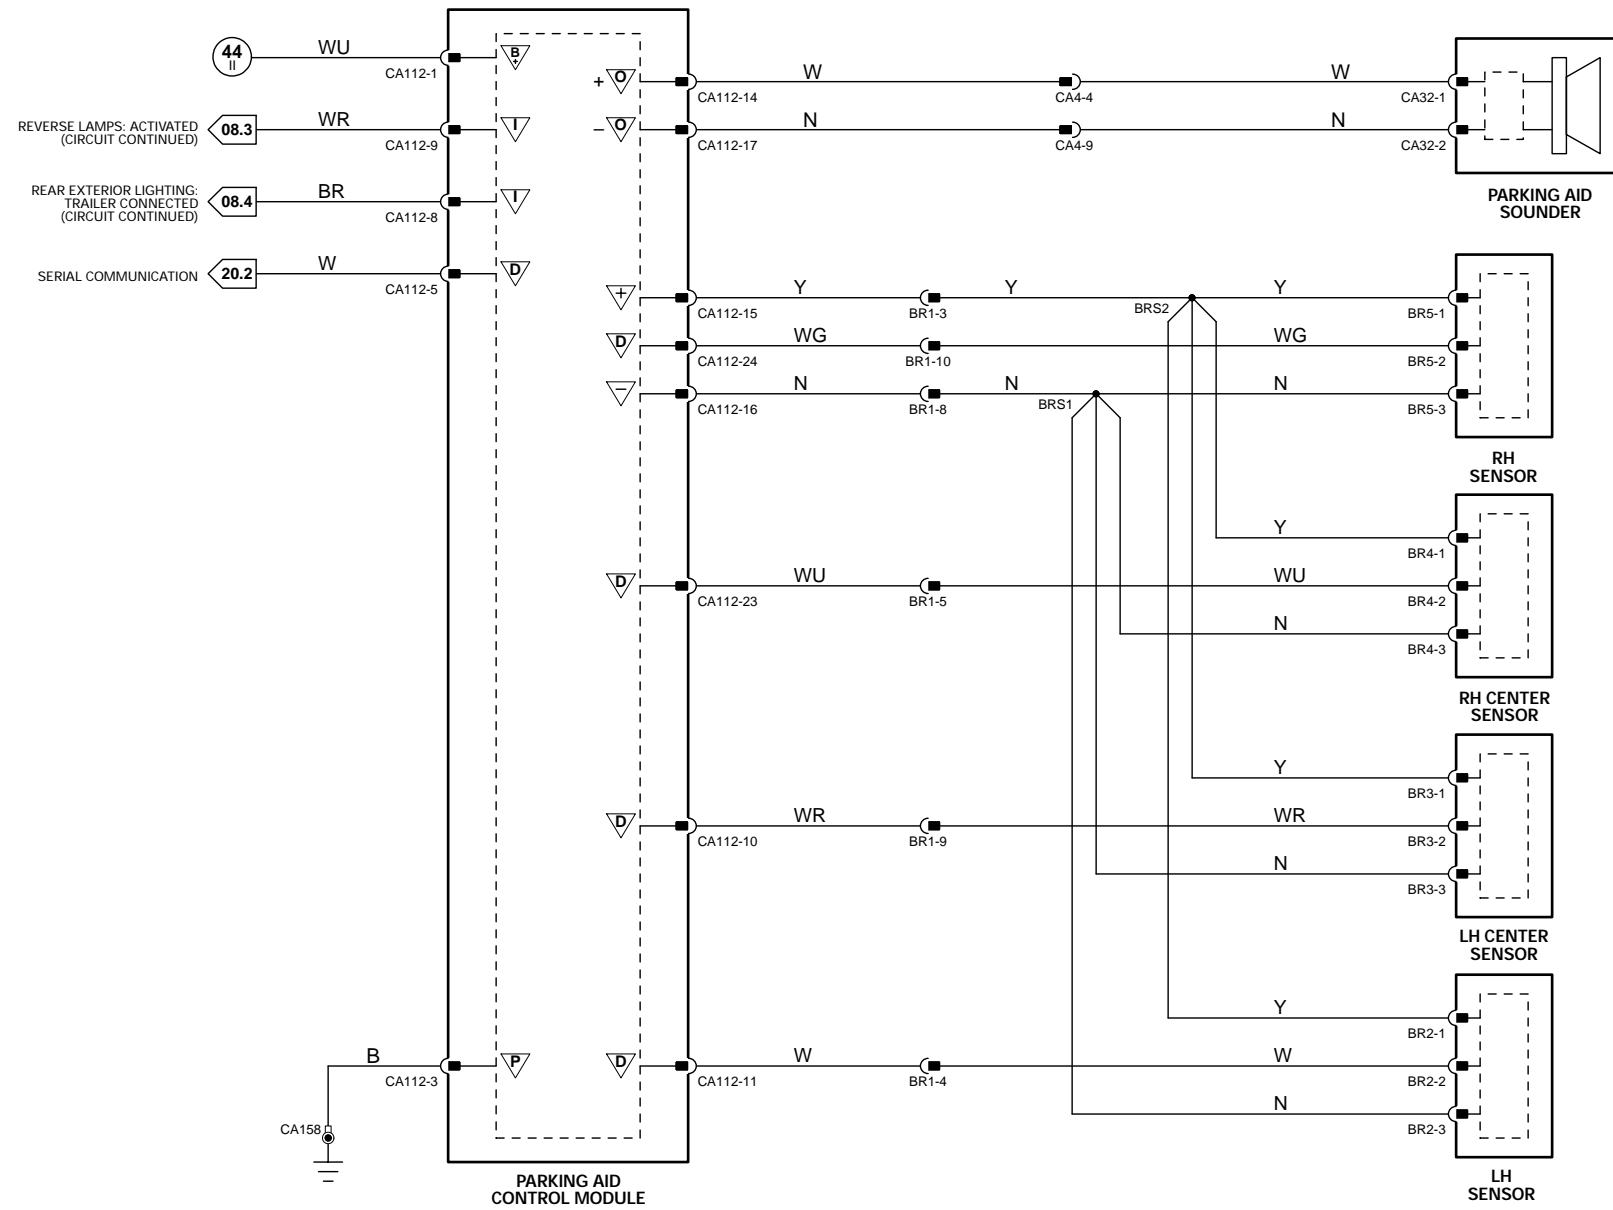 44
II
WU
CA112-1
B
+
+
O
CA112-14
W
CA4-4
W
CA32-1
REVERSE LAMPS: ACTIVATED
(CIRCUIT CONTINUED)
08.3
WR
CA112-9
I
–
O
CA112-17
N
CA4-9
N
CA32-2
REAR EXTERIOR LIGHTING:
TRAILER CONNECTED
(CIRCUIT CONTINUED)
08.4
BR
CA112-8
I
PARKING AID
SOUNDER
SERIAL COMMUNICATION
20.2
W
CA112-5
D
+
CA112-15
Y
BR1-3
Y
BRS2
Y
BR5-1
D
CA112-24
WG
BR1-10
WG
BR5-2
–
CA112-16
N
BR1-8
N
BRS1
N
BR5-3
RH
SENSOR
Y
BR4-1
D
CA112-23
WU
BR1-5
WU
BR4-2
N
BR4-3
RH CENTER
SENSOR
Y
BR3-1
D
CA112-10
WR
BR1-9
WR
BR3-2
N
BR3-3
LH CENTER
SENSOR
Y
BR2-1
B
CA112-3
P
D
CA112-11
W
BR1-4
W
BR2-2
N
BR2-3
CA158
LH
SENSOR
PARKING AID
CONTROL MODULE